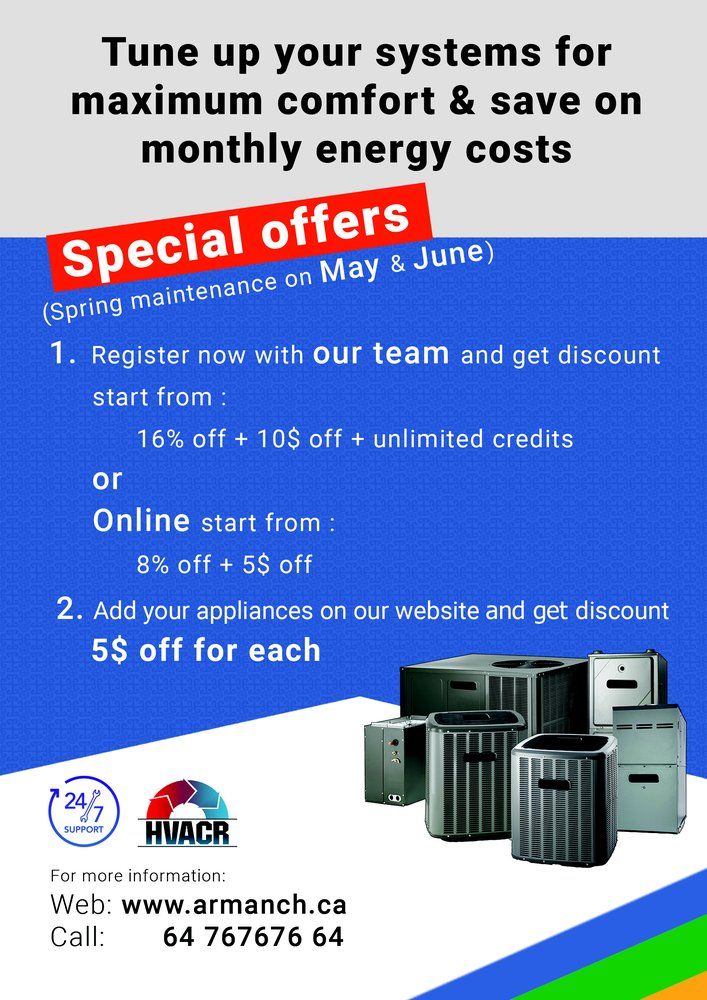 Tune up your systems for
maximum comfort & save on
monthly energy costs
Special offers
(Spring maintenance on May & June)
1. Register now with our team and get discount
start from :
16% off + 10$ off + unlimited credits
or
Online start from :
8% off + 5$ off
2. Add your appliances on our website and get discount
5$ off for each
24/7
SUPPORT
HVACR
For more information:
Web: www.armanch.ca
Call: 64 767676 64